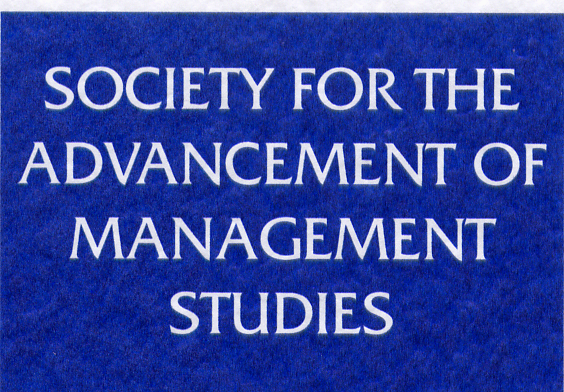 SOCIETY FOR THE
ADVANCEMENT OF
MANAGEMENT
STUDIES